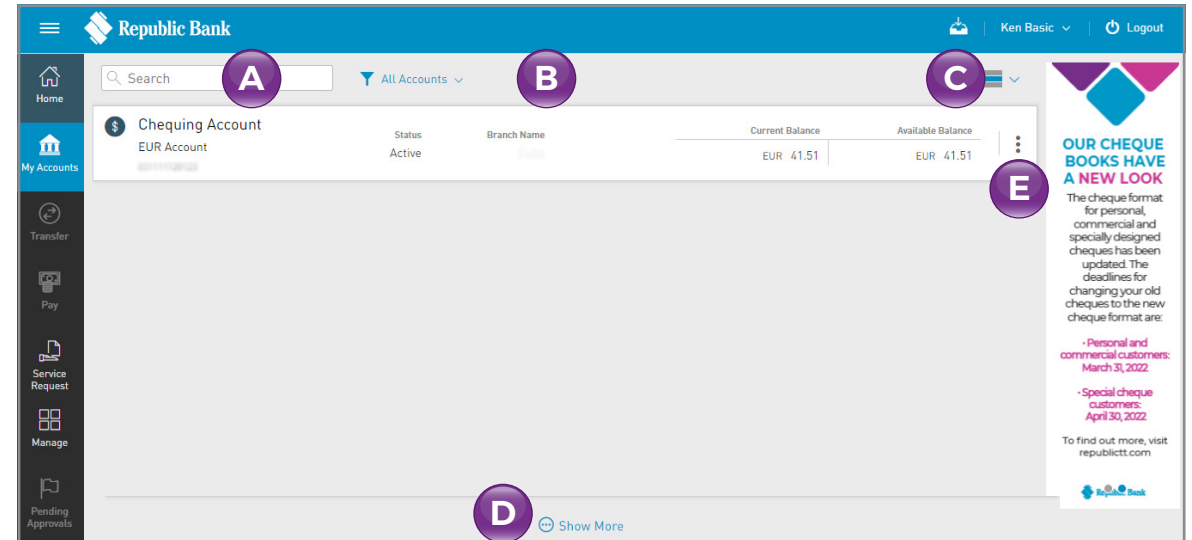 Republic Bank
Ken Basic
Logout
Home
My Accounts
Transfer
Pay
Service
Request
Manage
Pending
Approvals
Search
A
All Accounts
B
C
Chequing Account
EUR Account
Status
Active
Branch Name
Current Balance
EUR 41.51
Available Balance
EUR 41.51
E
D
Show More
OUR CHEQUE
BOOKS HAVE
A NEW LOOK
The cheque format
for personal,
commercial and
specially designed
cheques has been
updated. The
deadlines for
changing your old
cheques to the new
cheque format are:
• Personal and
commercial customers:
March 31, 2022
• Special cheque
customers:
April 30, 2022
To find out more, visit
republictt.com
Republic Bank